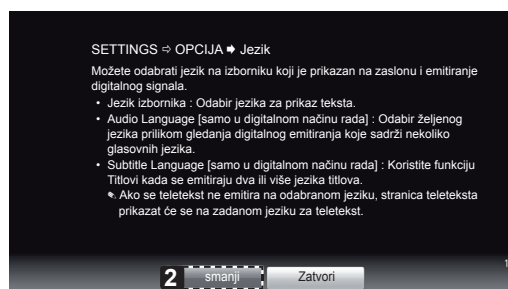 SETTINGS ⇨ OPCIJA ➡ Jezik
Možete odabrati jezik na izborniku koji je prikazan na zaslonu i emitiranje
digitalnog signala.
• Jezik izbornika : Odabir jezika za prikaz teksta.
• Audio Language [samo u digitalnom načinu rada] : Odabir željenog
jezika prilikom gledanja digitalnog emitiranja koje sadrži nekoliko
glasovnih jezika.
• Subtitle Language [samo u digitalnom načinu rada] : Koristite funkciju
Titlovi kada se emitiraju dva ili više jezika titlova.
✎ Ako se teletekst ne emitira na odabranom jeziku, stranica teleteksta
prikazat će se na zadanom jeziku za teletekst.
1
2 smanji Zatvori